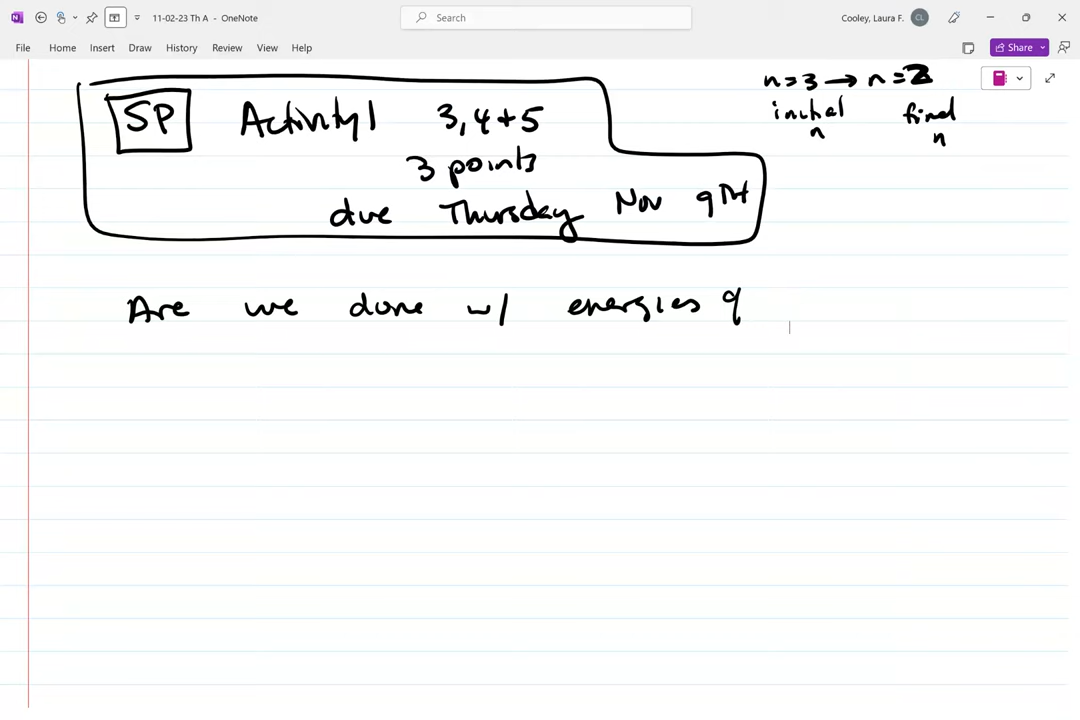 11-02-23 Th A - OneNote
Search
Cooley, Laura F.
CL
File Home Insert Draw History Review View Help
Share
n=3 → n=2
initial n final n
SP Activity 1 3,4+5
3 points
due Thursday Nov 9th
Are we done w/ energies q